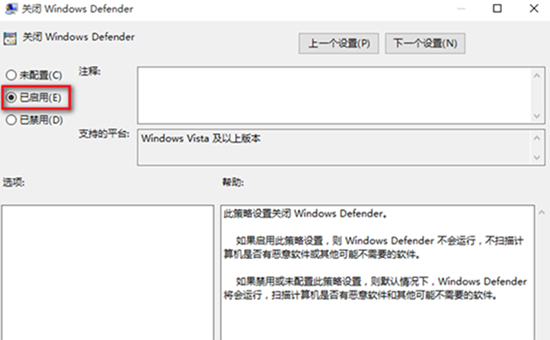 关闭 Windows Defender
关闭 Windows Defender
上一个设置(P)
下一个设置(N)
未配置(C)
注释:
已启用(E)
已禁用(D)
支持的平台:
Windows Vista 及以上版本
选项:
帮助:
此策略设置关闭 Windows Defender。
如果启用此策略设置，则 Windows Defender 不会运行，不扫描计
算机是否有恶意软件或其他可能不需要的软件。
如果禁用或未配置此策略设置，则默认情况下，Windows Defender
将会运行，扫描计算机是否有恶意软件和其他可能不需要的软件。